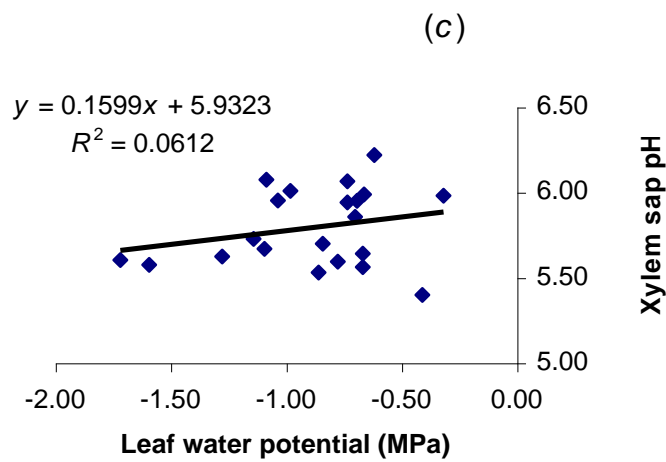 (c)
y = 0.1599x + 5.9323
R² = 0.0612
6.50
6.00
5.50
5.00
Xylem sap pH
-2.00 -1.50 -1.00 -0.50 0.00
Leaf water potential (MPa)